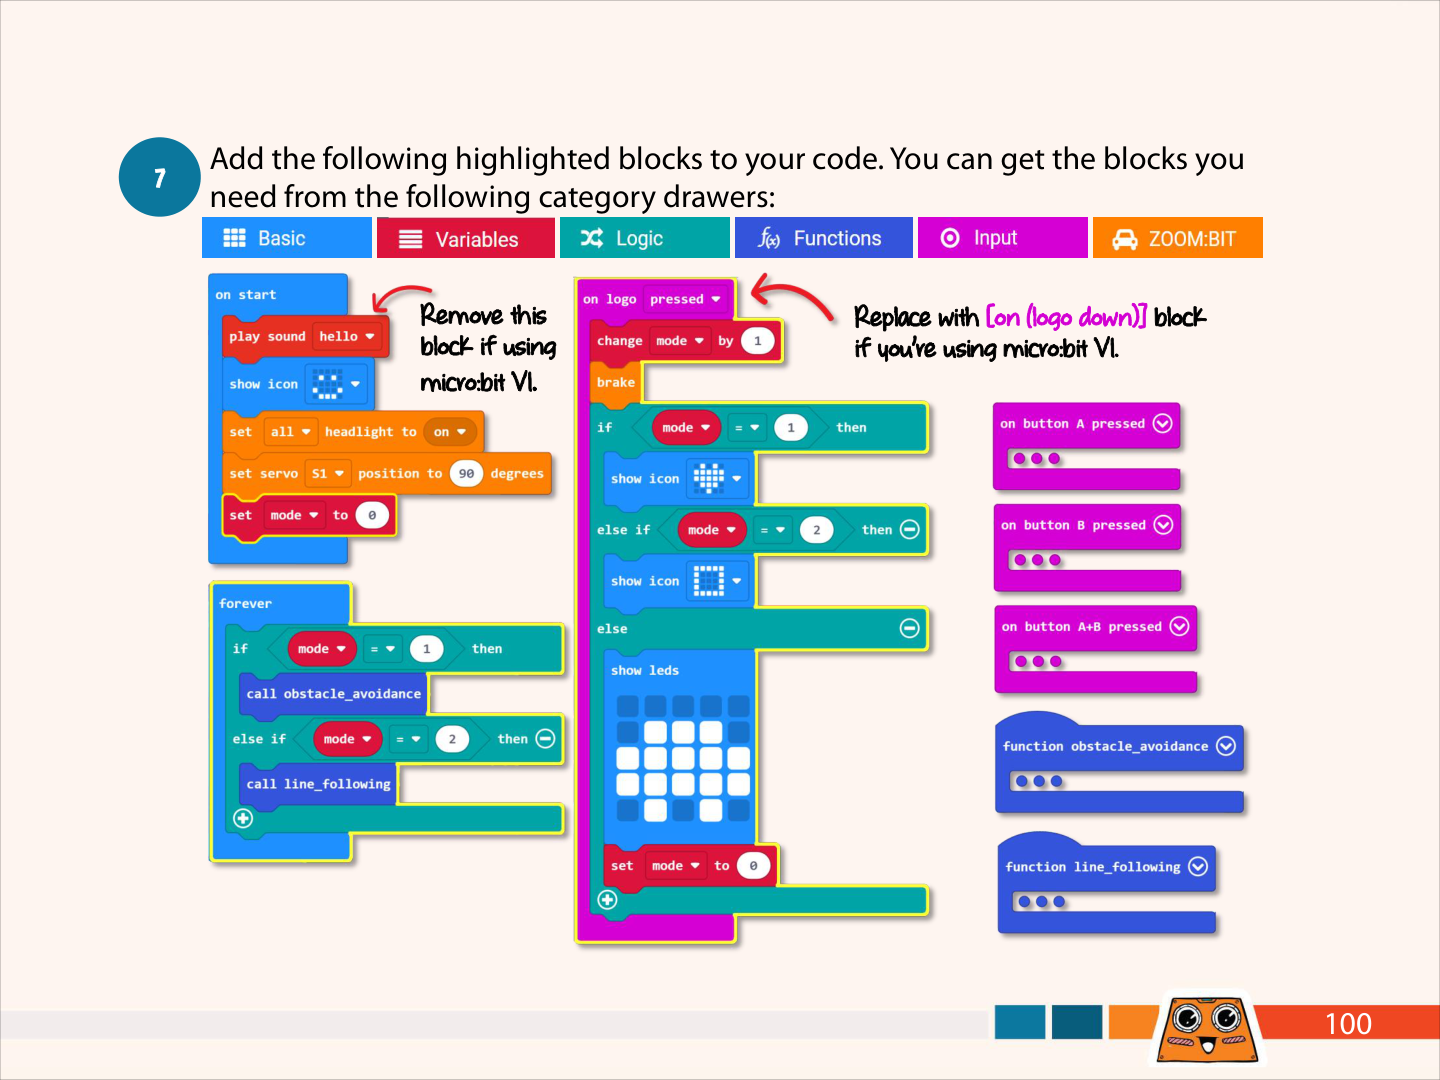 7
Add the following highlighted blocks to your code. You can get the blocks you
need from the following category drawers:
Basic
Variables
Logic
Functions
Input
ZOOM:BIT
on start
play sound hello
show icon
set all headlight to on
set servo S1 position to 90 degrees
set mode to 0
Remove this
block if using
micro:bit V1.
forever
if mode = 1 then
call obstacle_avoidance
else if mode = 2 then
call line_following
on logo pressed
change mode by 1
brake
if mode = 1 then
show icon
else if mode = 2 then
show icon
else
show leds
set mode to 0
Replace with [on (logo down)] block
if you're using micro:bit V1.
on button A pressed
on button B pressed
on button A+B pressed
function obstacle_avoidance
function line_following
100